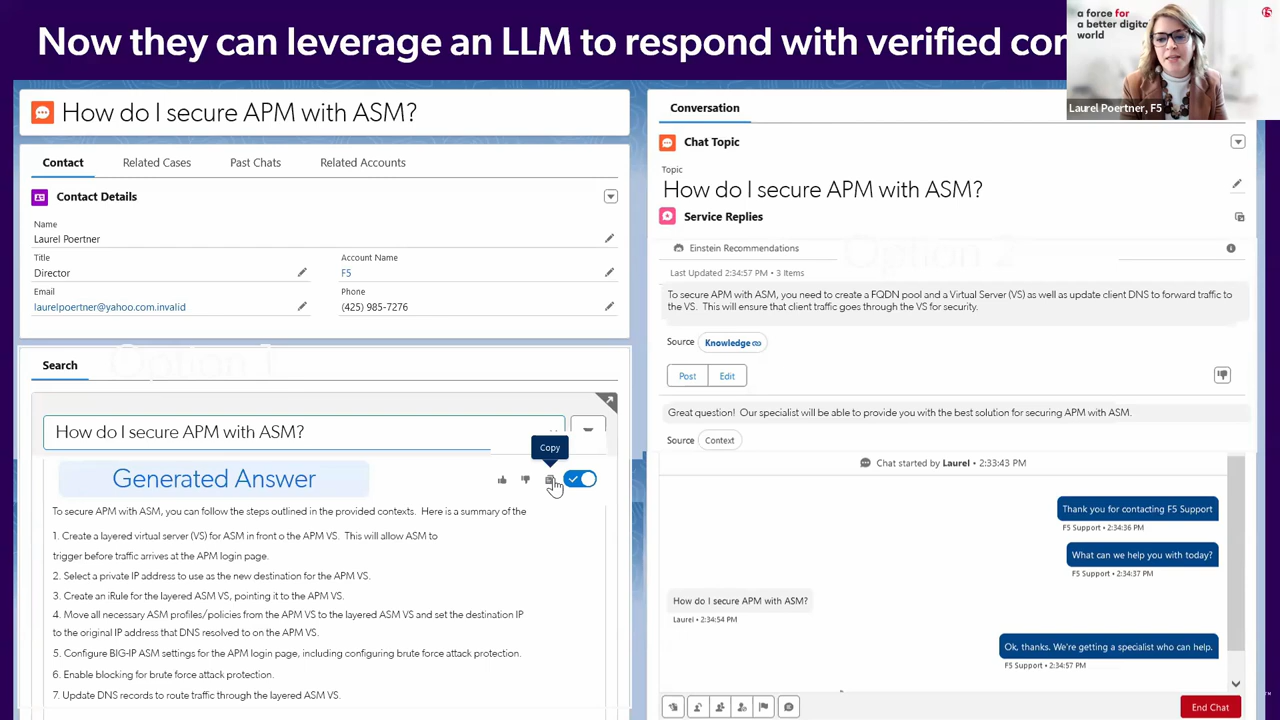 Now they can leverage an LLM to respond with verified
a force for
a better
world
Laurel Poertner, F5
How do I secure APM with ASM?
Contact
Related Cases
Past Chats
Related Accounts
Contact Details
Name
Laurel Poertner
Title
Account Name
Director
F5
Email
Phone
laurelpoertner@yahoo.com.invalid
(425) 985-7276
Option 1
Search
How do I secure APM with ASM?
Copy
Generated Answer
To secure APM with ASM, you can follow the steps outlined in the provided contexts. Here is a summary of the
1. Create a layered virtual server (VS) for ASM in front o the APM VS. This will allow ASM to
trigger before traffic arrives at the APM login page.
2. Select a private IP address to use as the new destination for the APM VS.
3. Create an iRule for the layered ASM VS, pointing it to the APM VS.
4. Move all necessary ASM profiles/policies from the APM VS to the layered ASM VS and set the destination IP
to the original IP address that DNS resolved to on the APM VS.
5. Configure BIG-IP ASM settings for the APM login page, including configuring brute force attack protection.
6. Enable blocking for brute force attack protection.
7. Update DNS records to route traffic through the layered ASM VS.
Conversation
Chat Topic
Topic
How do I secure APM with ASM?
Service Replies
Einstein Recommendations
Option 2
Last Updated 2:34:57 PM • 3 Items
To secure APM with ASM, you need to create a FQDN pool and a Virtual Server (VS) as well as update client DNS to forward traffic to
the VS. This will ensure that client traffic goes through the VS for security.
Source Knowledge
Post Edit
Great question! Our specialist will be able to provide you with the best solution for securing APM with ASM.
Source Context
Chat started by Laurel 2:33:43 PM
Thank you for contacting F5 Support
F5 Support • 2:34:36 PM
What can we help you with today?
F5 Support • 2:34:37 PM
How do I secure APM with ASM?
Laurel • 2:34:54 PM
Ok, thanks. We're getting a specialist who can help.
F5 Support • 2:34:57 PM
End Chat